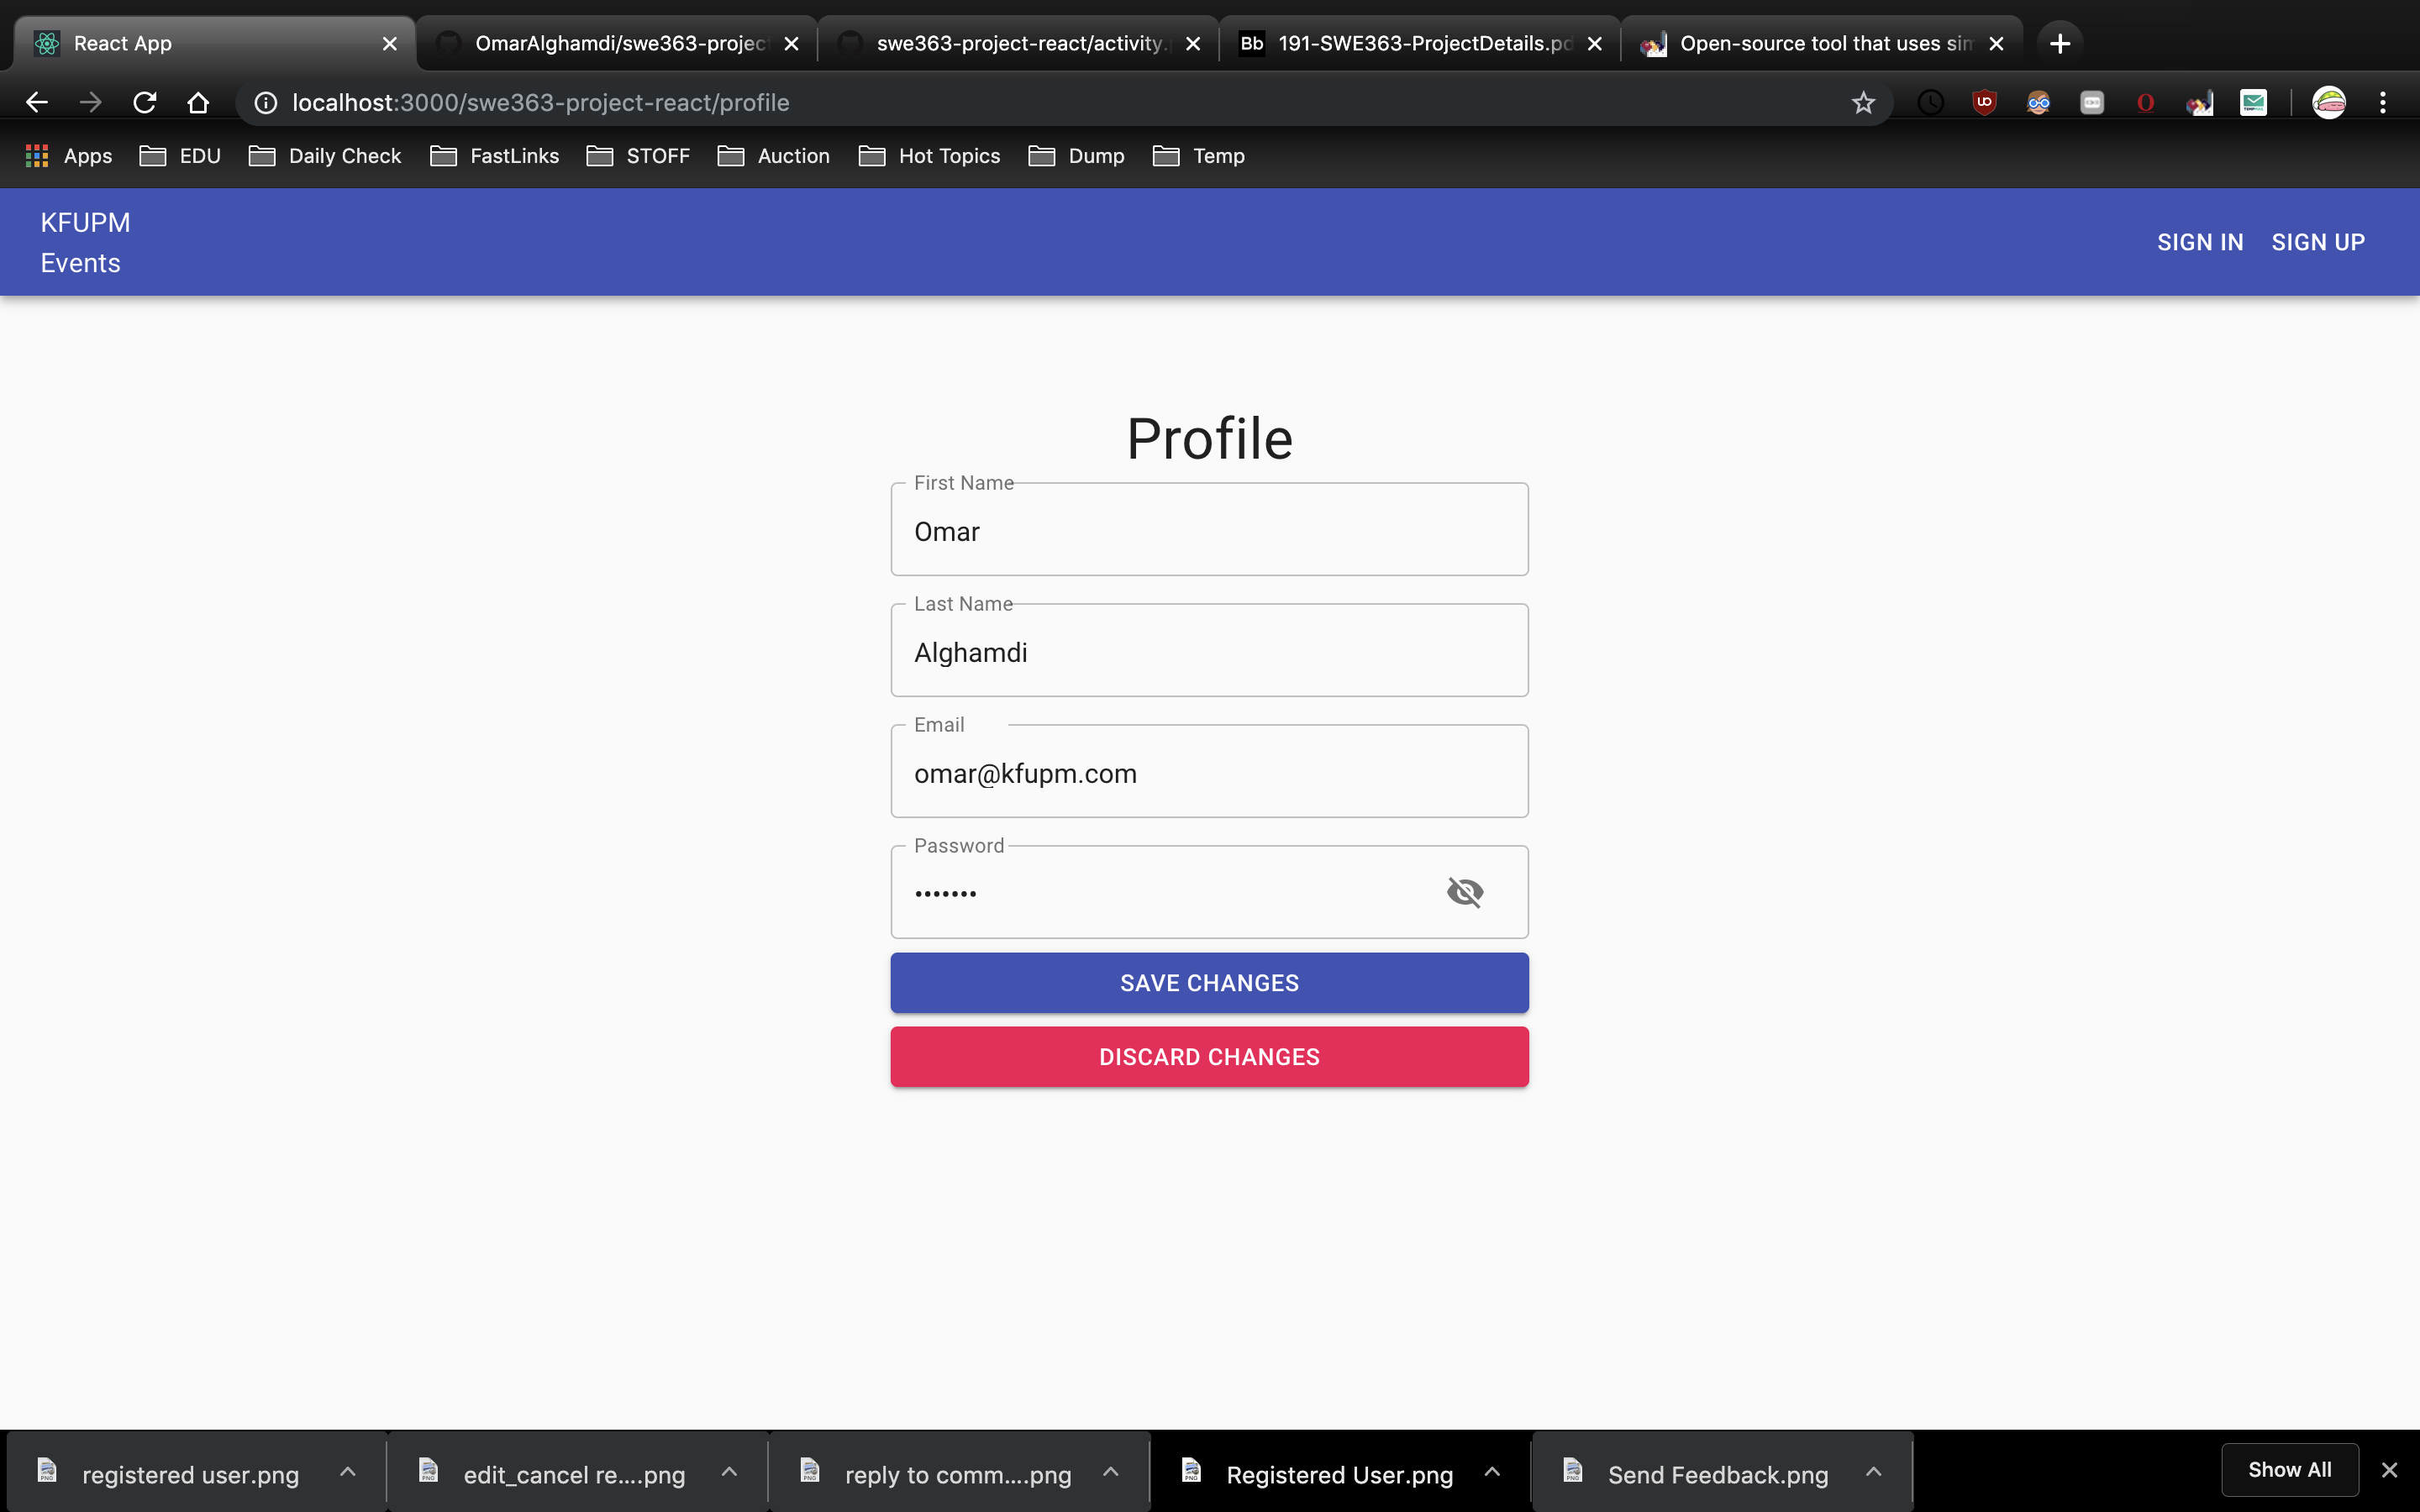 React App
OmarAlghamdi/swe363-projec
swe363-project-react/activity.
Bb 191-SWE363-ProjectDetails.pd
Open-source tool that uses sim
localhost:3000/swe363-project-react/profile
Apps EDU Daily Check FastLinks STOFF Auction Hot Topics Dump Temp
KFUPM
Events
SIGN IN SIGN UP
Profile
First Name
Omar
Last Name
Alghamdi
Email
omar@kfupm.com
Password
•••••••
SAVE CHANGES
DISCARD CHANGES
registered user.png
edit_cancel re....png
reply to comm....png
Registered User.png
Send Feedback.png
Show All